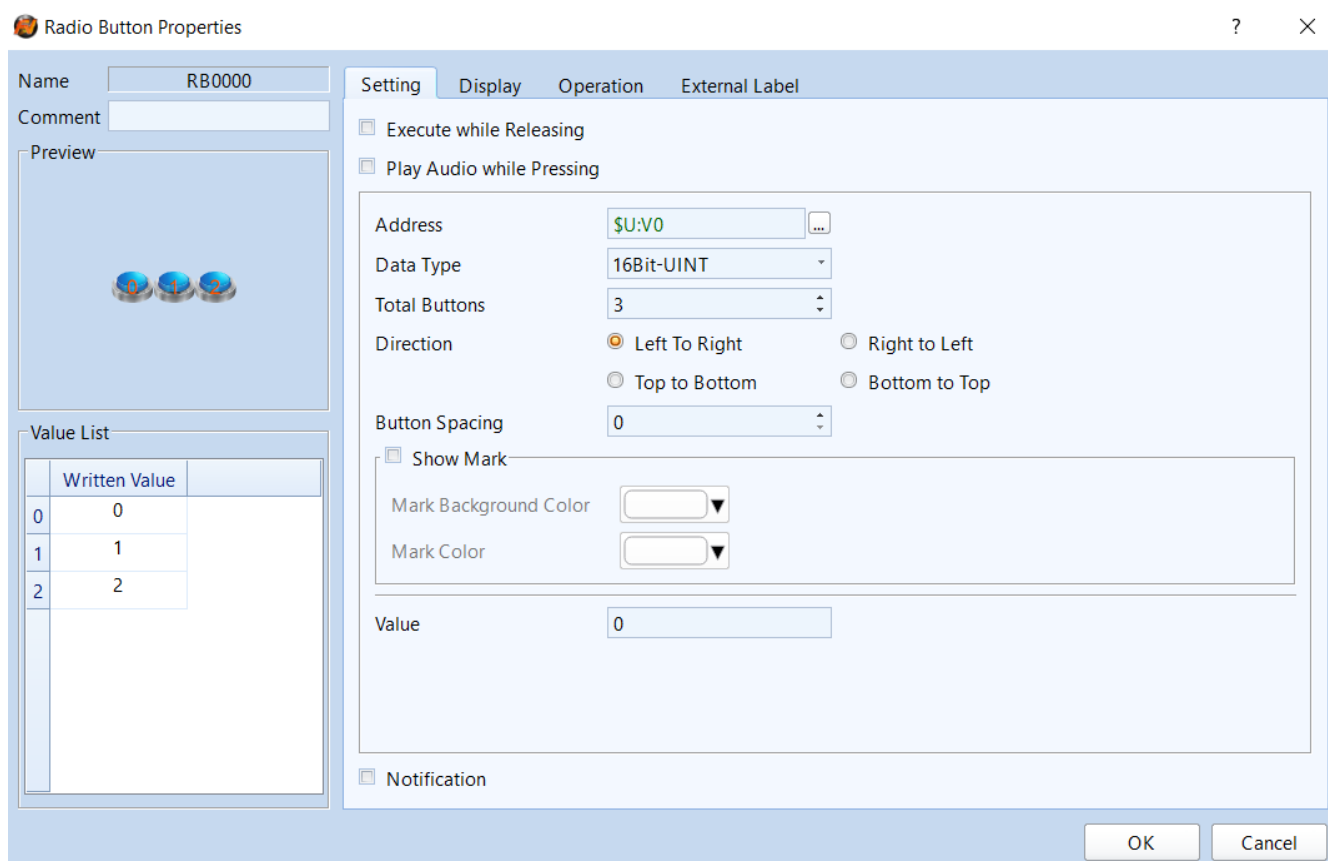 Radio Button Properties
?
Name RB0000
Comment
Preview
0 1 2
Value List
Written Value
0 0
1 1
2 2
Setting Display Operation External Label
Execute while Releasing
Play Audio while Pressing
Address $U:V0 ...
Data Type 16Bit-UINT
Total Buttons 3
Direction Left To Right Right to Left
Top to Bottom Bottom to Top
Button Spacing 0
Show Mark
Mark Background Color
Mark Color
Value 0
Notification
OK Cancel